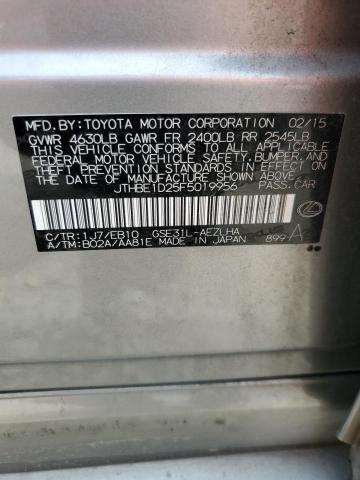 MFD.BY:TOYOTA MOTOR CORPORATION 02/15
GVWR 4630LB GAWR FR 2400LB RR 2545LB
THIS VEHICLE CONFORMS TO ALL APPLICABLE
FEDERAL MOTOR VEHICLE SAFETY, BUMPER, AND
THEFT PREVENTION STANDARDS IN EFFECT ON
THE DATE OF MANUFACTURE SHOWN ABOVE.
JTHBE1D25F5019956 PASS.CAR
C/TR:1J7/EB10 GSE31L-AEZLHA
A/TM:B02A/AA81E MADE IN JAPAN 899 A